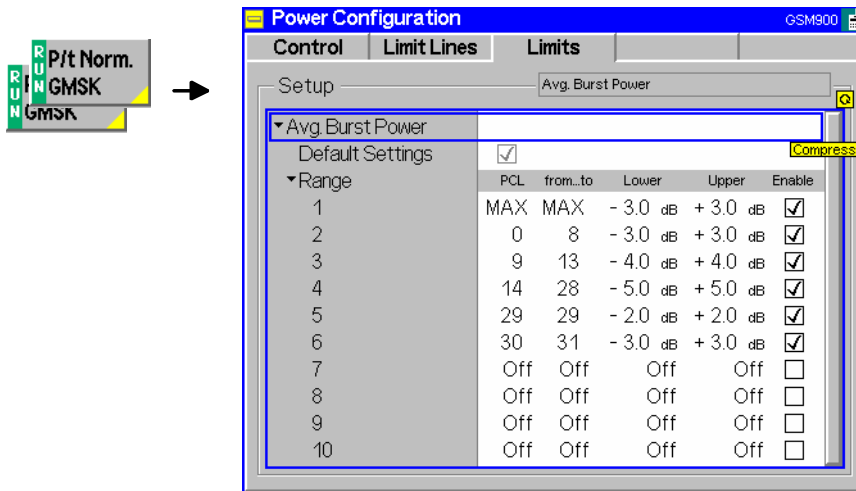 Power Configuration GSM900
Control Limit Lines Limits
RUN P/t Norm.
GMSK
RUN
GMSK
Setup Avg. Burst Power
Avg. Burst Power
Compress
Default Settings
Range PCL from...to Lower Upper Enable
1 MAX MAX - 3.0 dB + 3.0 dB
2 0 8 - 3.0 dB + 3.0 dB
3 9 13 - 4.0 dB + 4.0 dB
4 14 28 - 5.0 dB + 5.0 dB
5 29 29 - 2.0 dB + 2.0 dB
6 30 31 - 3.0 dB + 3.0 dB
7 Off Off Off Off
8 Off Off Off Off
9 Off Off Off Off
10 Off Off Off Off